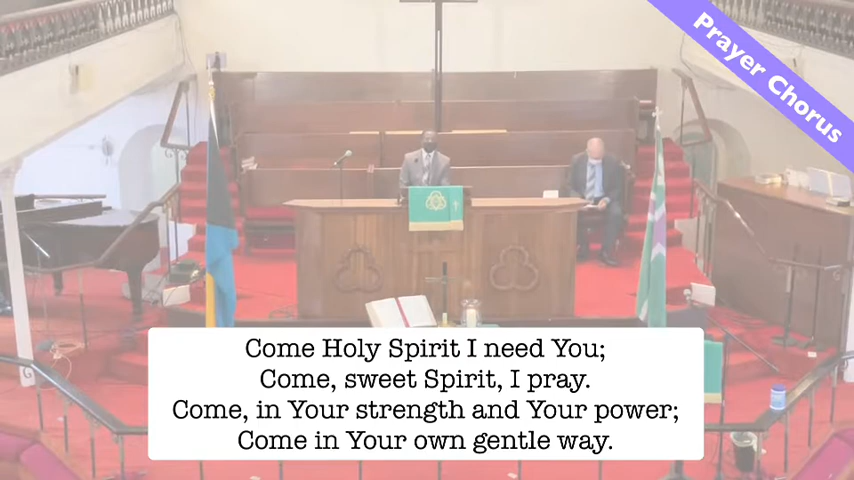 Prayer Chorus
Come Holy Spirit I need You;
Come, sweet Spirit, I pray.
Come, in Your strength and Your power;
Come in Your own gentle way.